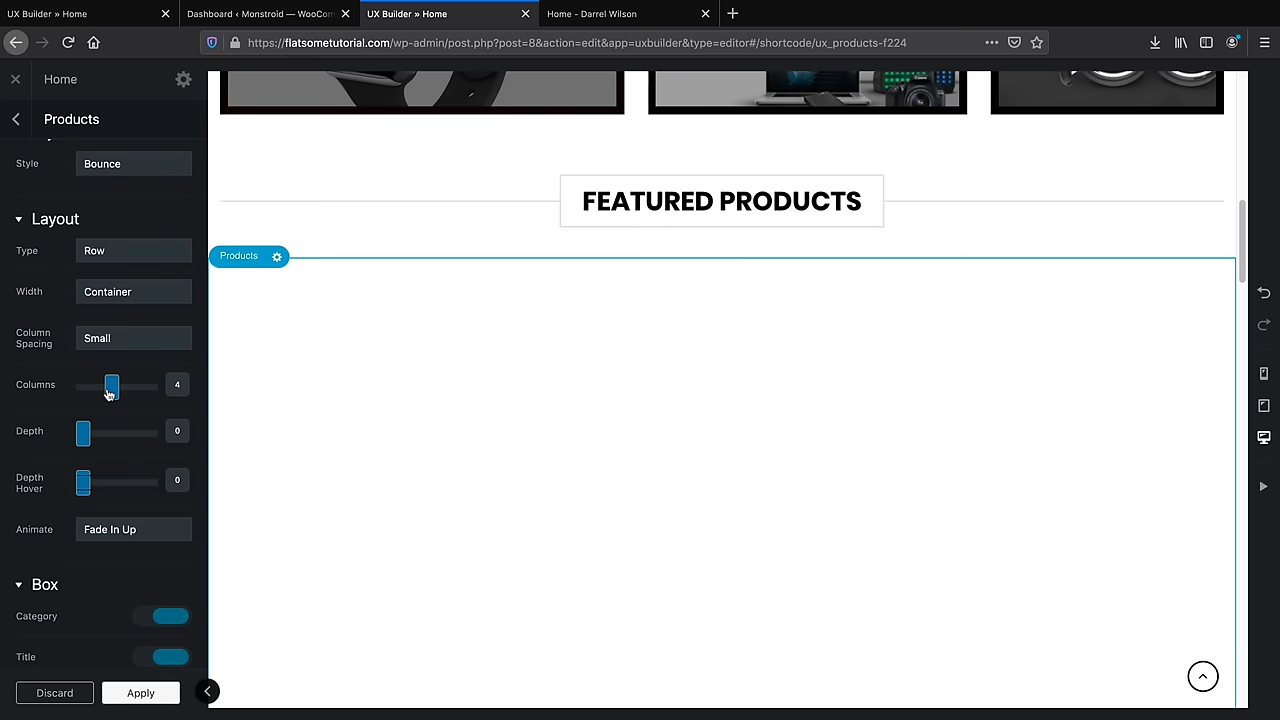 UX Builder » Home
Dashboard ‹ Monstroid — WooCom
UX Builder » Home
Home - Darrel Wilson
https://flatsometutorial.com/wp-admin/post.php?post=8&action=edit&app=uxbuilder&type=editor#/shortcode/ux_products-f224
Home
Products
Style
Bounce
Layout
Type
Row
Width
Container
Column
Spacing
Small
Columns
4
Depth
0
Depth
Hover
0
Animate
Fade In Up
Box
Category
Title
Discard
Apply
FEATURED PRODUCTS
Products